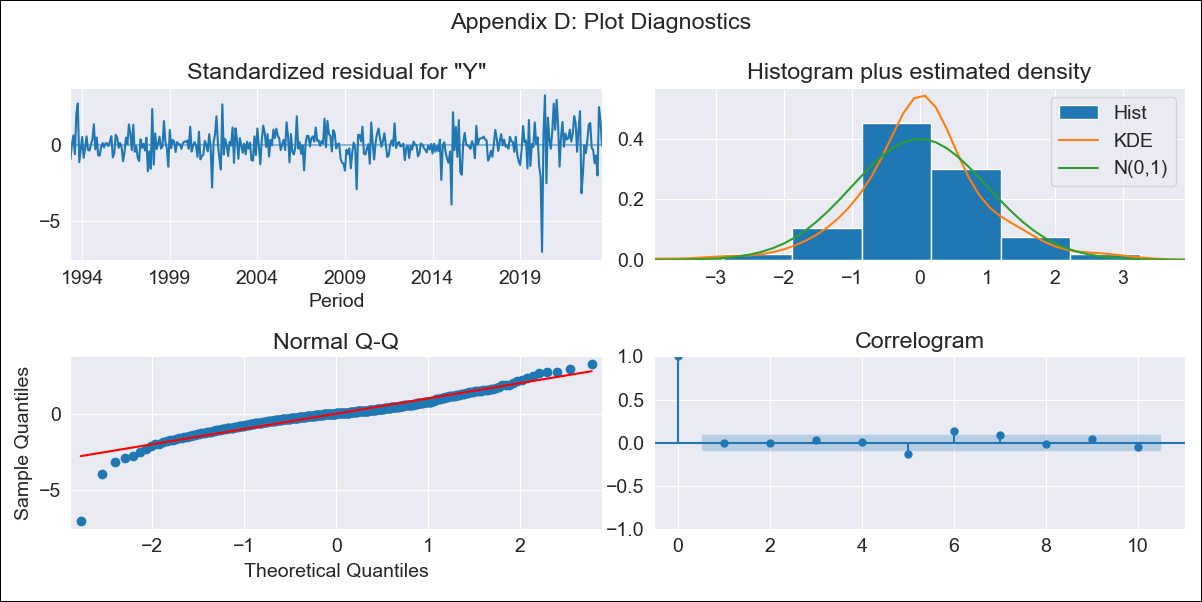 Appendix D: Plot Diagnostics
Standardized residual for "Y"
0
−5
1994 1999 2004 2009 2014 2019
Period
Histogram plus estimated density
Hist
KDE
N(0,1)
0.4
0.2
0.0
−3 −2 −1 0 1 2 3
Normal Q-Q
Sample Quantiles
0
−5
−2 −1 0 1 2
Theoretical Quantiles
Correlogram
1.0
0.5
0.0
−0.5
−1.0
0 2 4 6 8 10